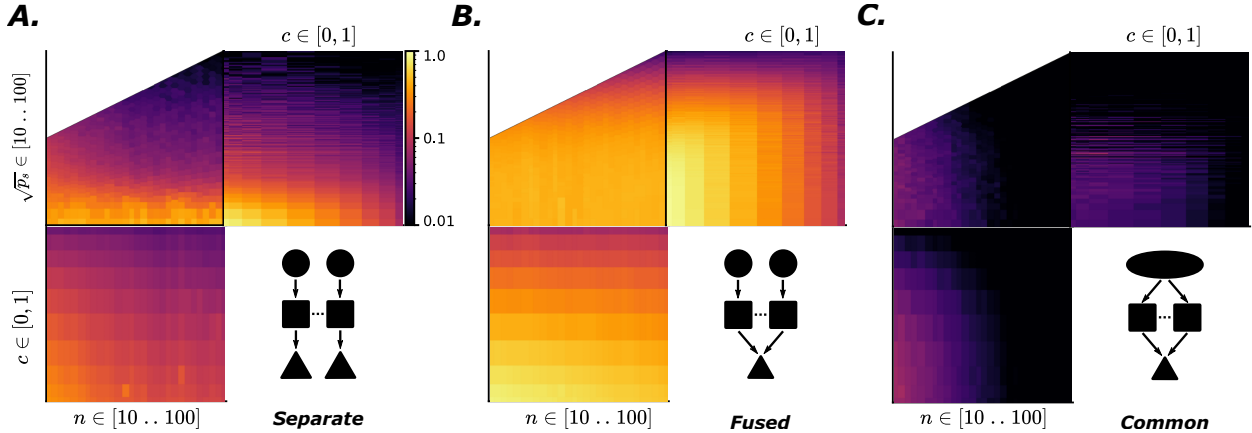 A.
c ∈ [0, 1]
√p_s ∈ [10 . . 100]
1.0
0.1
0.01
c ∈ [0, 1]
n ∈ [10 . . 100]
...
Separate
B.
c ∈ [0, 1]
n ∈ [10 . . 100]
...
Fused
C.
c ∈ [0, 1]
n ∈ [10 . . 100]
...
Common